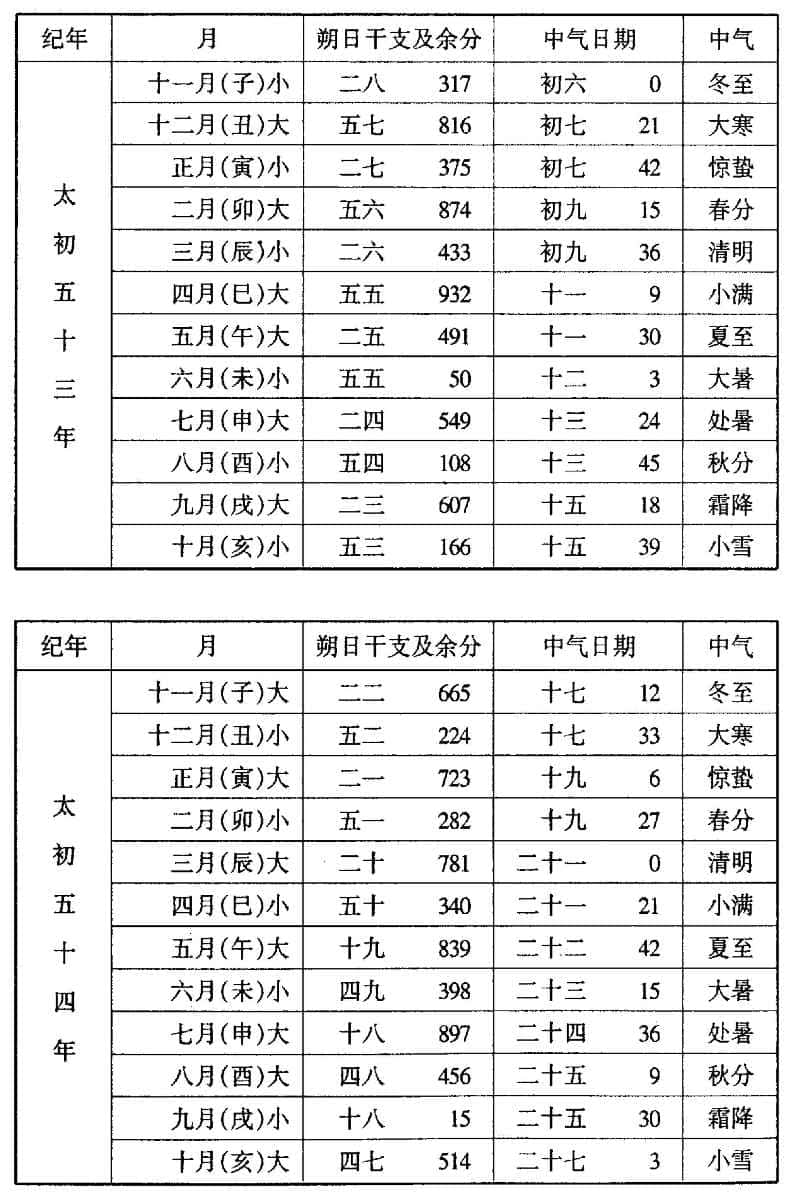 纪年 月 朔日干支及余分 中气日期 中气
太初五十三年
十一月(子)小 二八 317 初六 0 冬至
十二月(丑)大 五七 816 初七 21 大寒
正月(寅)小 二七 375 初七 42 惊蛰
二月(卯)大 五六 874 初九 15 春分
三月(辰)小 二六 433 初九 36 清明
四月(巳)大 五五 932 十一 9 小满
五月(午)大 二五 491 十一 30 夏至
六月(未)小 五五 50 十二 3 大暑
七月(申)大 二四 549 十三 24 处暑
八月(酉)小 五四 108 十三 45 秋分
九月(戌)大 二三 607 十五 18 霜降
十月(亥)小 五三 166 十五 39 小雪
纪年 月 朔日干支及余分 中气日期 中气
太初五十四年
十一月(子)大 二二 665 十七 12 冬至
十二月(丑)小 五二 224 十七 33 大寒
正月(寅)大 二一 723 十九 6 惊蛰
二月(卯)小 五一 282 十九 27 春分
三月(辰)大 二十 781 二十一 0 清明
四月(巳)小 五十 340 二十一 21 小满
五月(午)大 十九 839 二十二 42 夏至
六月(未)小 四九 398 二十三 15 大暑
七月(申)大 十八 897 二十四 36 处暑
八月(酉)大 四八 456 二十五 9 秋分
九月(戌)小 十八 15 二十五 30 霜降
十月(亥)大 四七 514 二十七 3 小雪